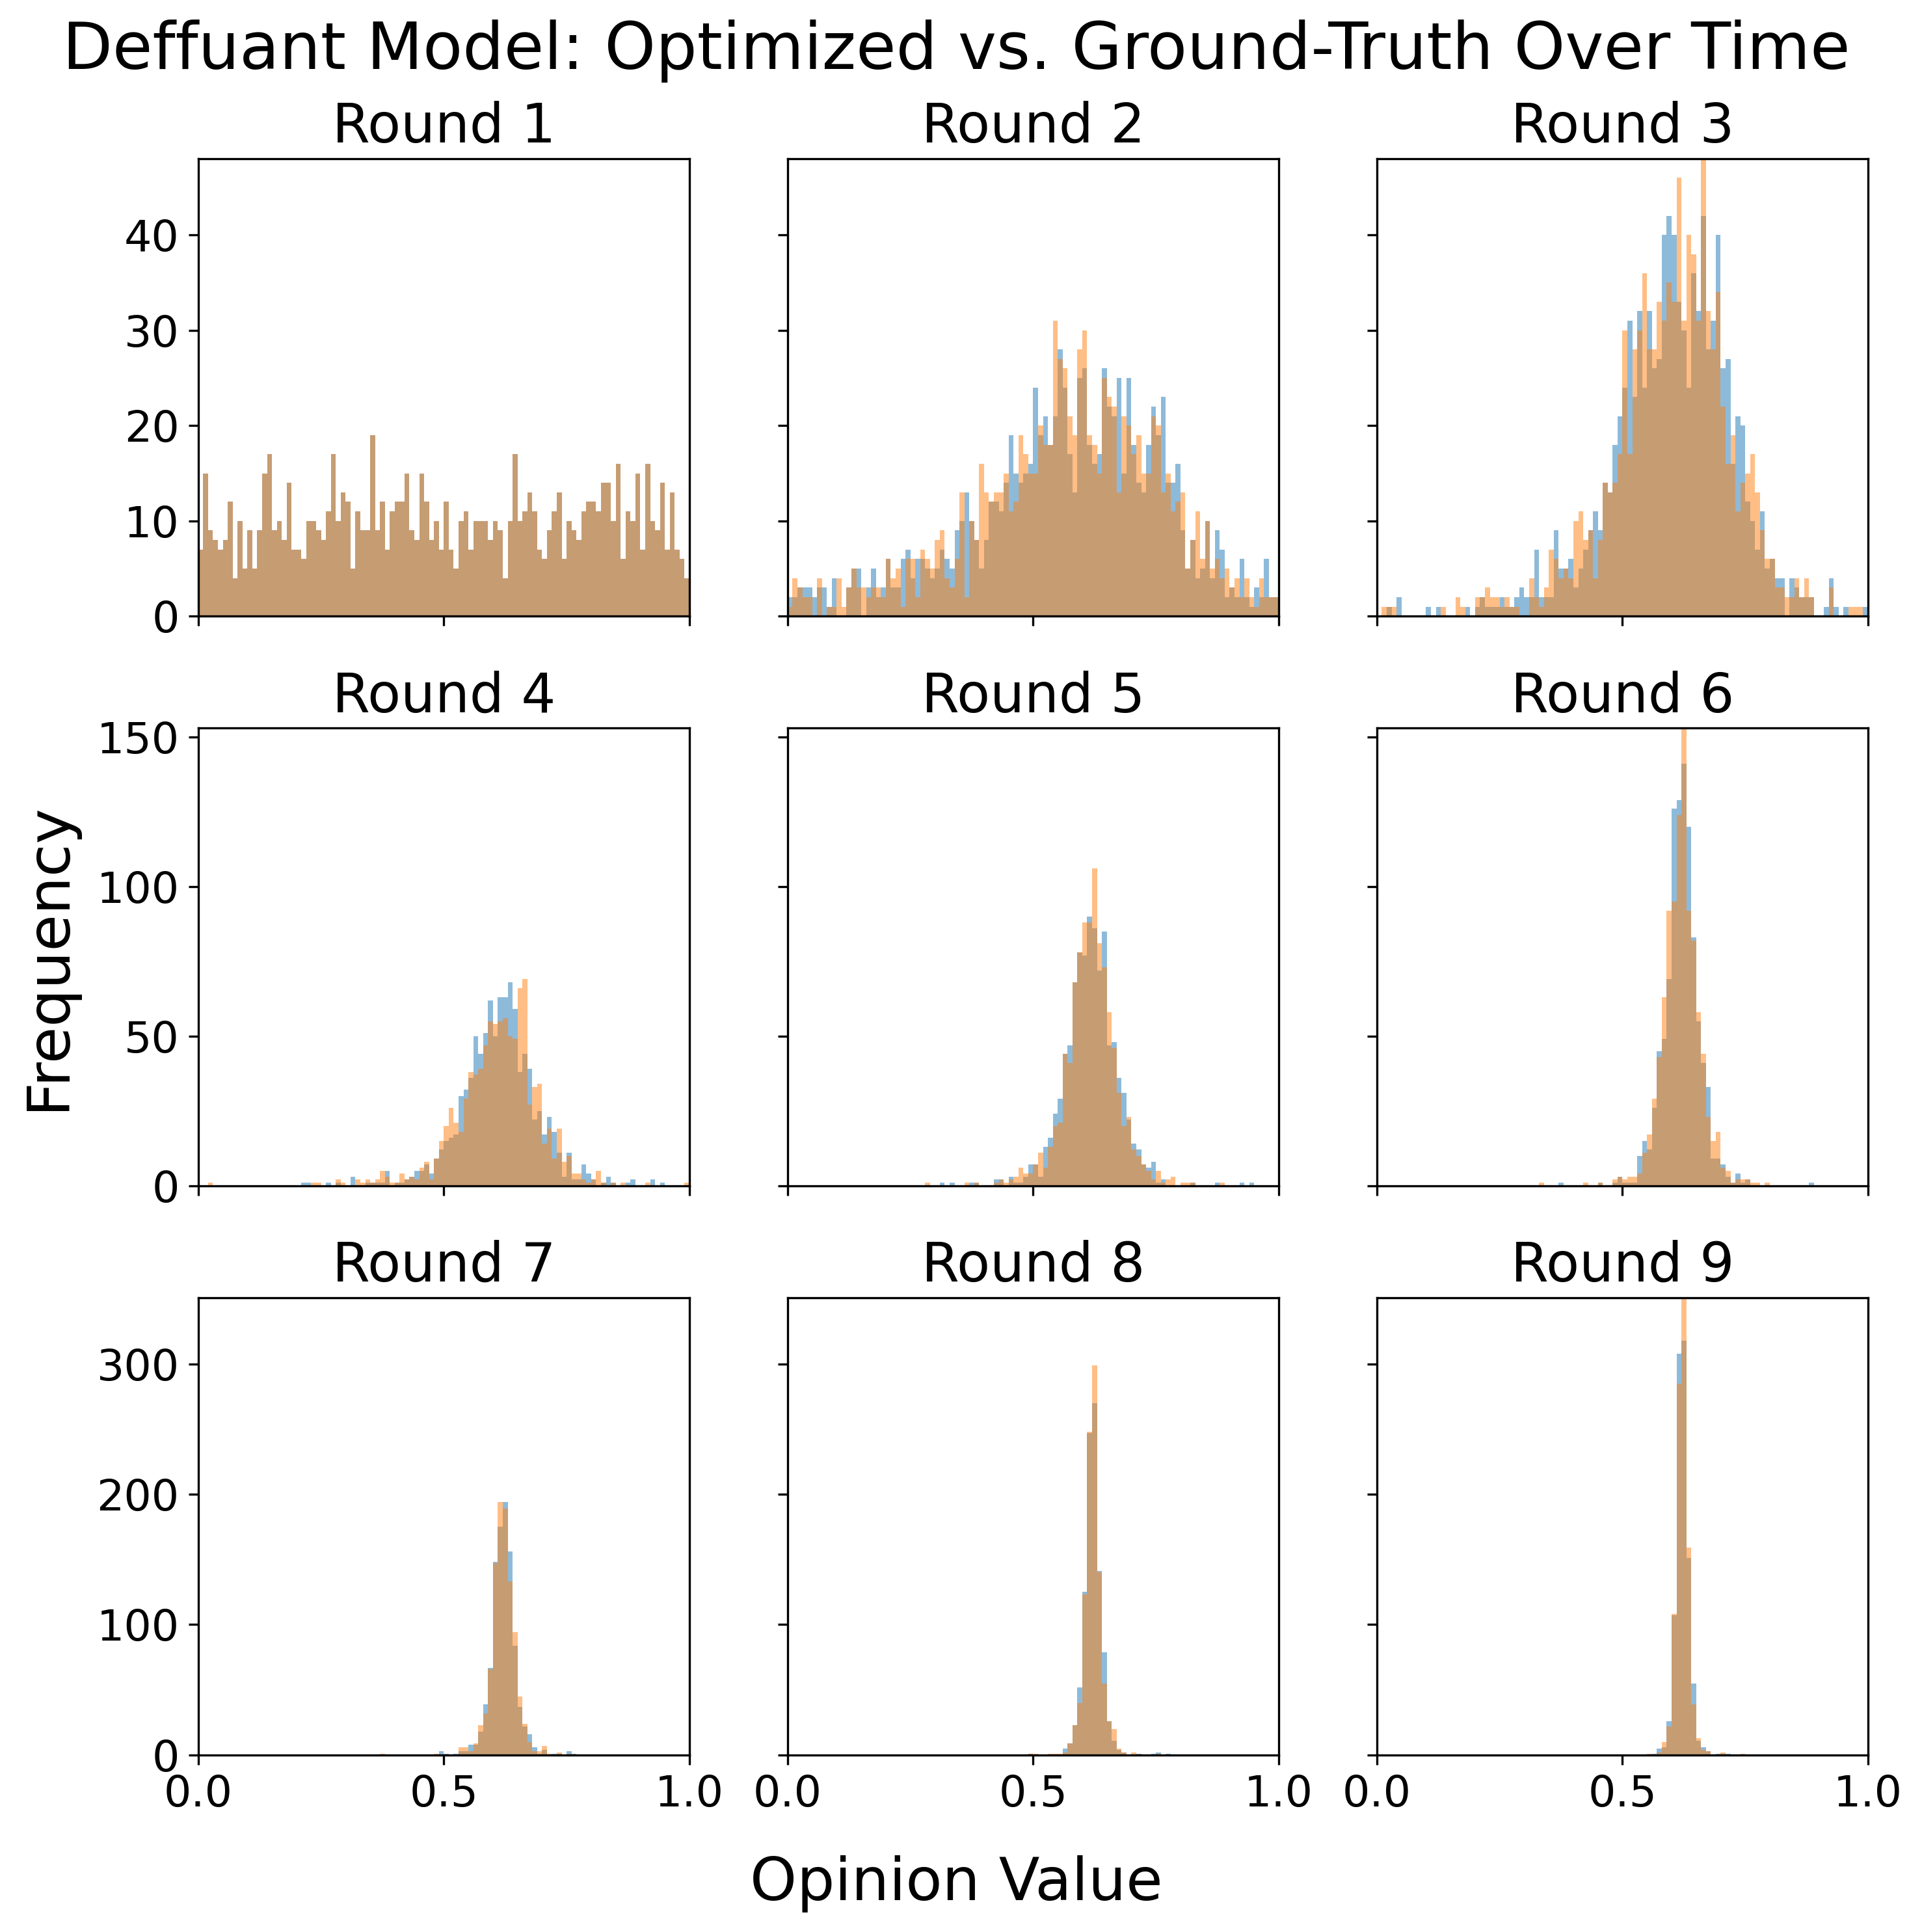 Deffuant Model: Optimized vs. Ground-Truth Over Time
Round 1
Round 2
Round 3
40
30
20
10
0
Round 4
Round 5
Round 6
150
100
50
0
Frequency
Round 7
Round 8
Round 9
300
200
100
0
0.0 0.5 1.0 0.0 0.5 1.0 0.0 0.5 1.0
Opinion Value